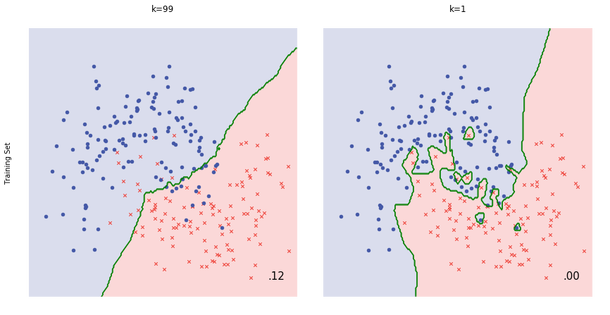 k=99
k=1
Training Set
.12
.00